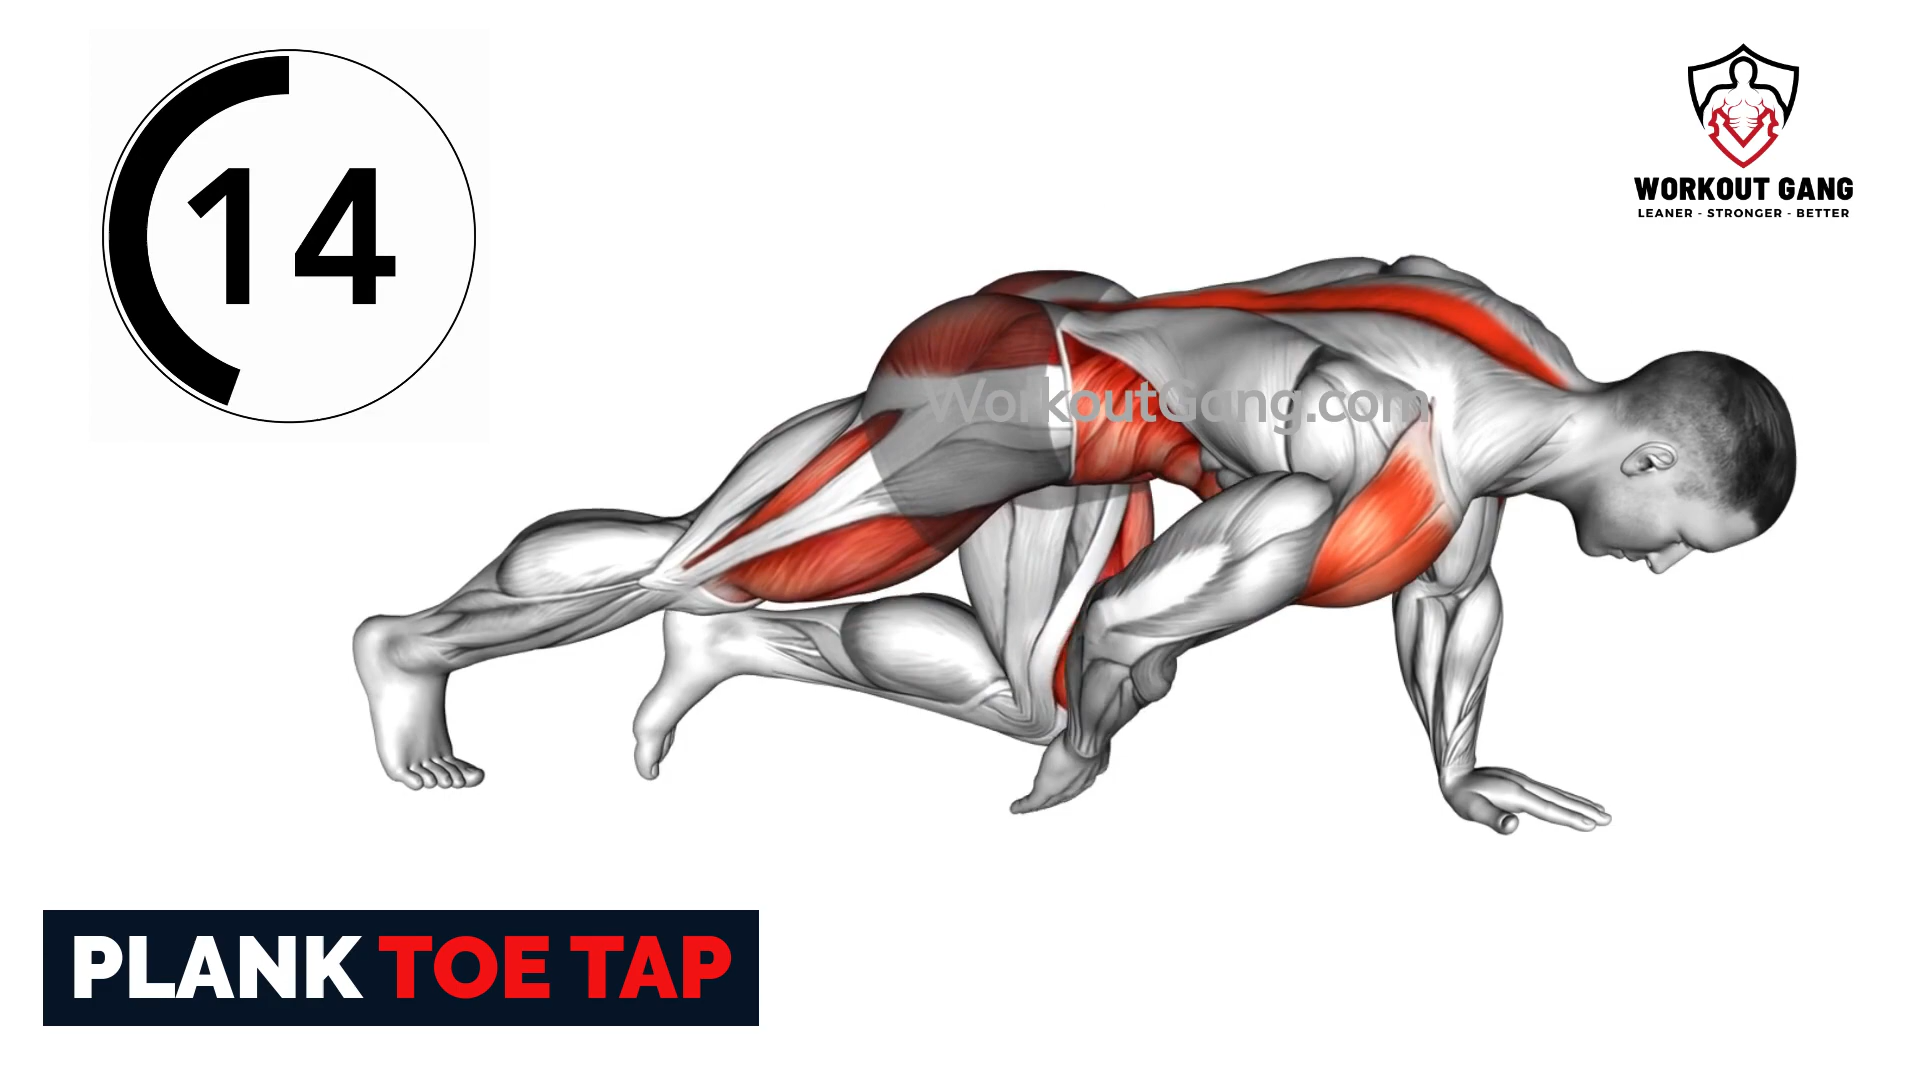 14
WORKOUT GANG
LEANER - STRONGER - BETTER
WorkoutGang.com
PLANK TOE TAP